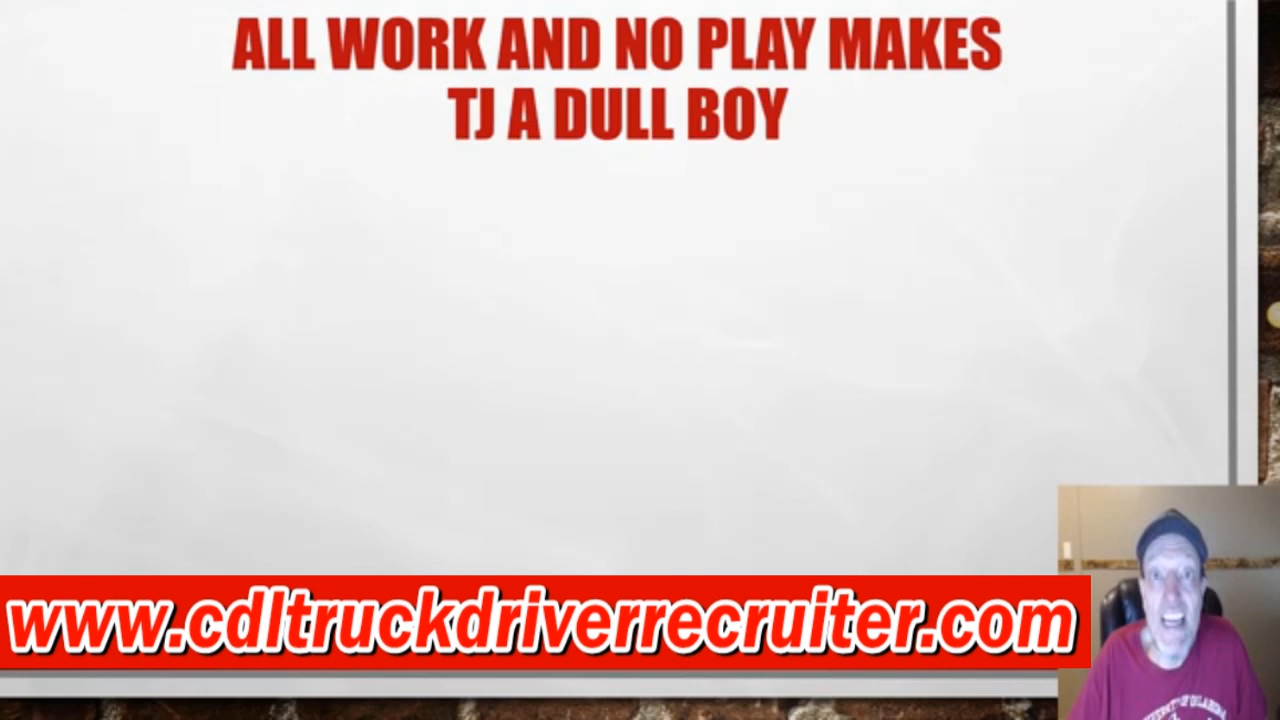 ALL WORK AND NO PLAY MAKES
TJ A DULL BOY
www.cdltruckdriverrecruiter.com